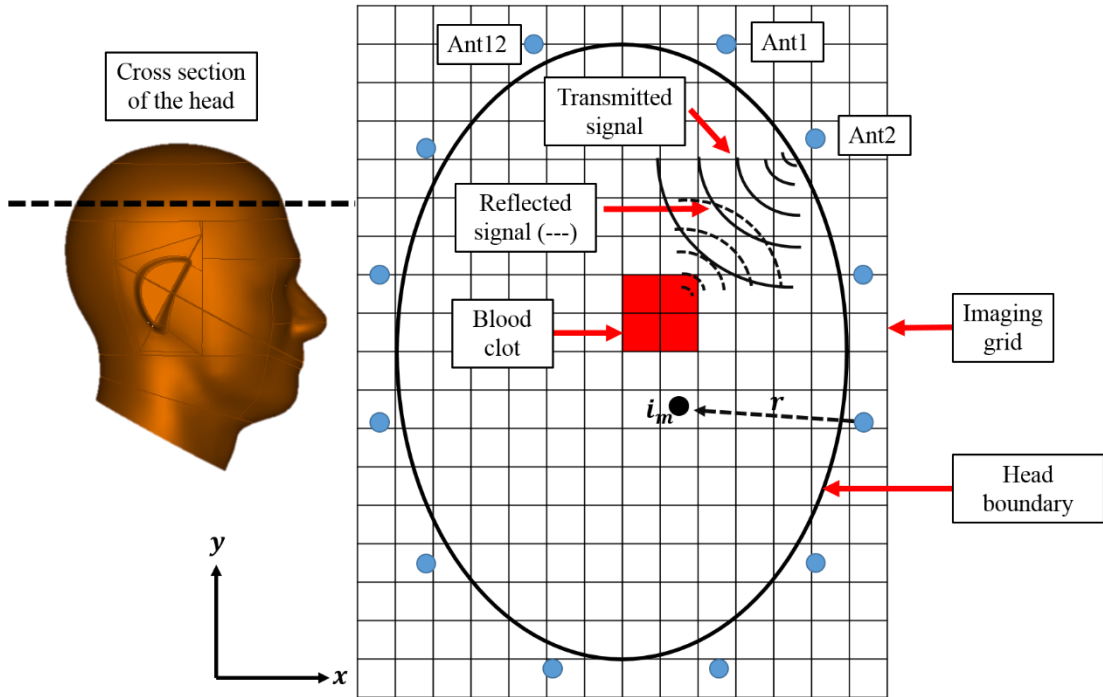 Cross section
of the head
Ant12
Ant1
Transmitted
signal
Ant2
Reflected
signal (---)
Blood
clot
Imaging
grid
i_m
r
Head
boundary
y
x